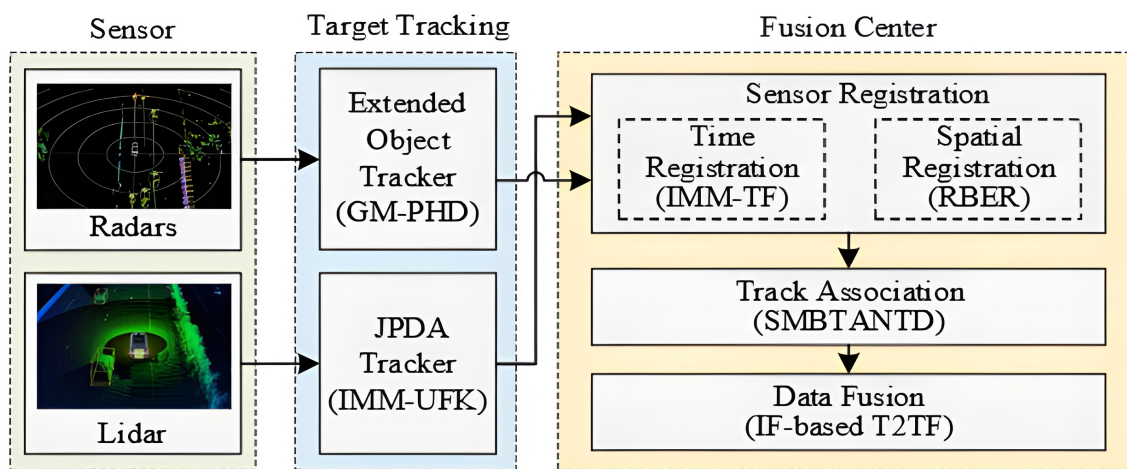 Sensor
Target Tracking
Fusion Center
Radars
Lidar
Extended
Object
Tracker
(GM-PHD)
JPDA
Tracker
(IMM-UFK)
Sensor Registration
Time
Registration
(IMM-TF)
Spatial
Registration
(RBER)
Track Association
(SMBTANTD)
Data Fusion
(IF-based T2TF)